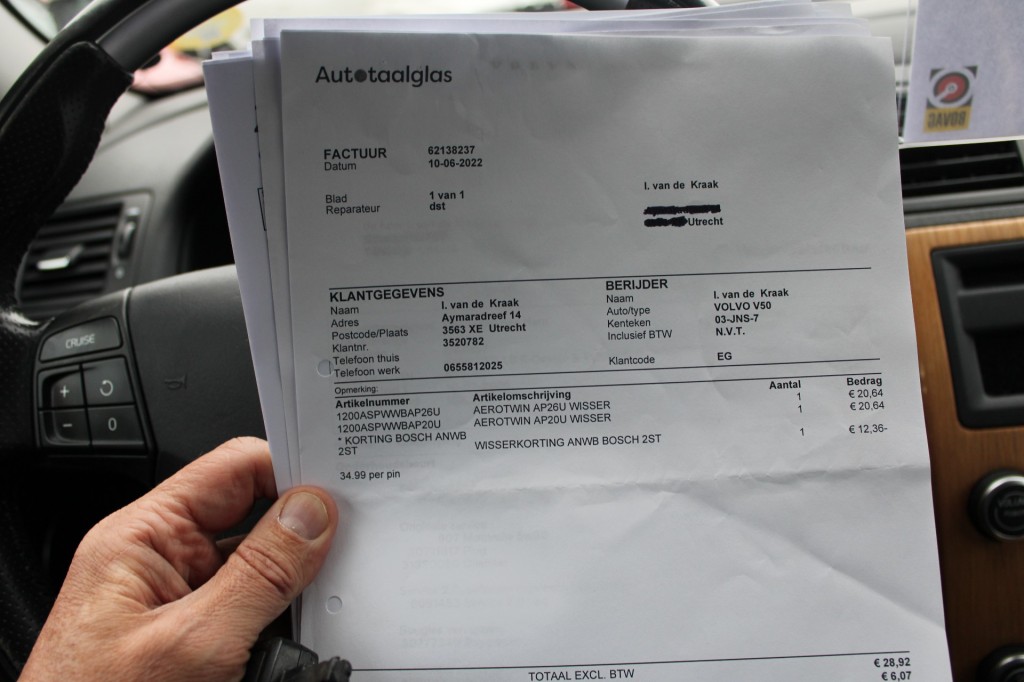 Autotaalglas
BOVAG
FACTUUR 62138237
Datum 10-06-2022
Blad 1 van 1
Reparateur dst
I. van de Kraak
Utrecht
KLANTGEGEVENS
Naam I. van de Kraak
Adres Aymaradreef 14
Postcode/Plaats 3563 XE Utrecht
Klantnr. 3520782
Telefoon thuis
Telefoon werk 0655812025
BERIJDER
Naam I. van de Kraak
Auto/type VOLVO V50
Kenteken 03-JNS-7
Inclusief BTW N.V.T.
Klantcode EG
Opmerking:
Artikelnummer Artikelomschrijving Aantal Bedrag
1200ASPWWBAP26U AEROTWIN AP26U WISSER 1 € 20,64
1200ASPWWBAP20U AEROTWIN AP20U WISSER 1 € 20,64
* KORTING BOSCH ANWB WISSERKORTING ANWB BOSCH 2ST 1 € 12,36-
2ST
34.99 per pin
TOTAAL EXCL. BTW € 28,92
€ 6,07
CRUISE
+
−
0